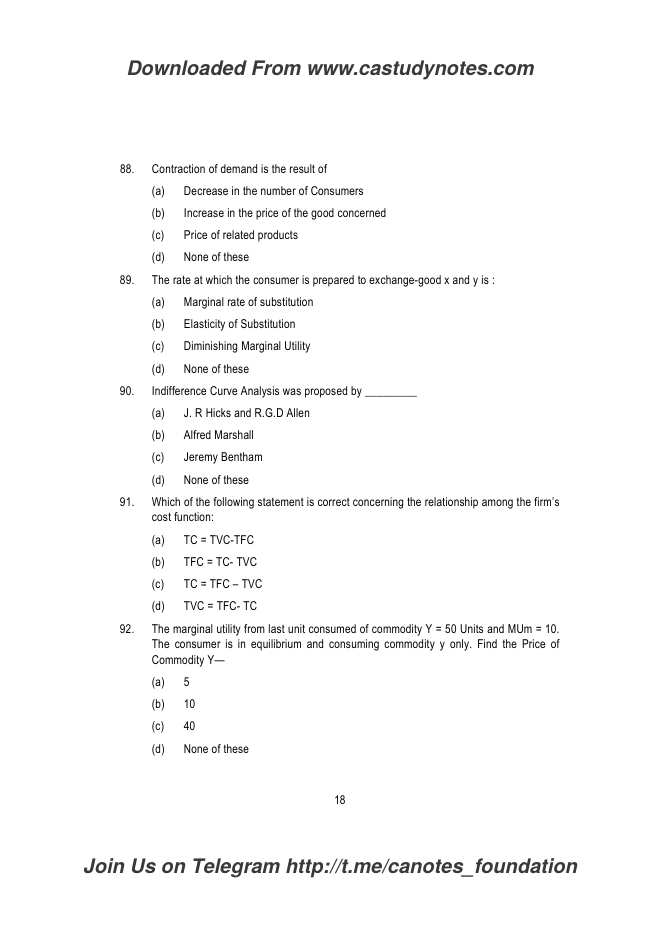 Downloaded From www.castudynotes.com
88. Contraction of demand is the result of
(a) Decrease in the number of Consumers
(b) Increase in the price of the good concerned
(c) Price of related products
(d) None of these
89. The rate at which the consumer is prepared to exchange-good x and y is :
(a) Marginal rate of substitution
(b) Elasticity of Substitution
(c) Diminishing Marginal Utility
(d) None of these
90. Indifference Curve Analysis was proposed by _________
(a) J. R Hicks and R.G.D Allen
(b) Alfred Marshall
(c) Jeremy Bentham
(d) None of these
91. Which of the following statement is correct concerning the relationship among the firm’s
cost function:
(a) TC = TVC-TFC
(b) TFC = TC- TVC
(c) TC = TFC – TVC
(d) TVC = TFC- TC
92. The marginal utility from last unit consumed of commodity Y = 50 Units and MUm = 10.
The consumer is in equilibrium and consuming commodity y only. Find the Price of
Commodity Y—
(a) 5
(b) 10
(c) 40
(d) None of these
18
Join Us on Telegram http://t.me/canotes_foundation